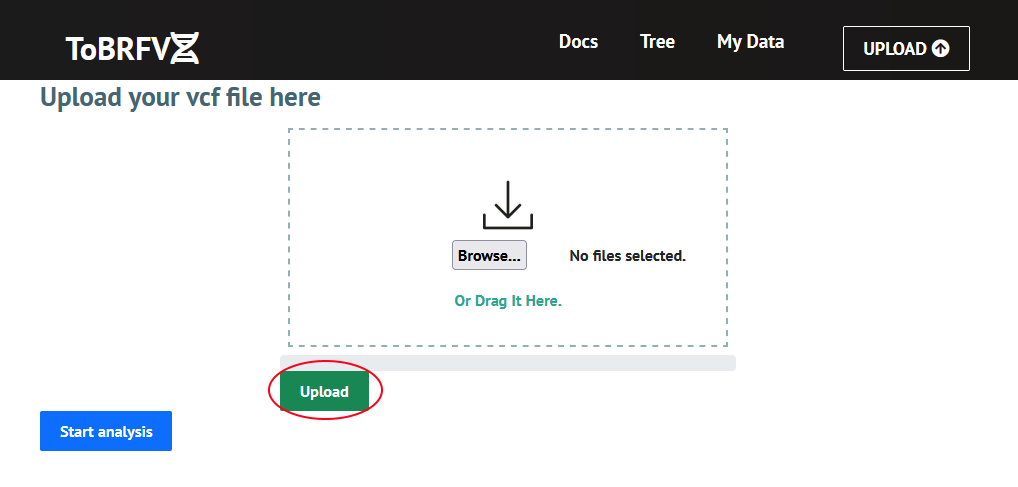 ToBRFV
Docs
Tree
My Data
UPLOAD
Upload your vcf file here
Browse...
No files selected.
Or Drag It Here.
Upload
Start analysis